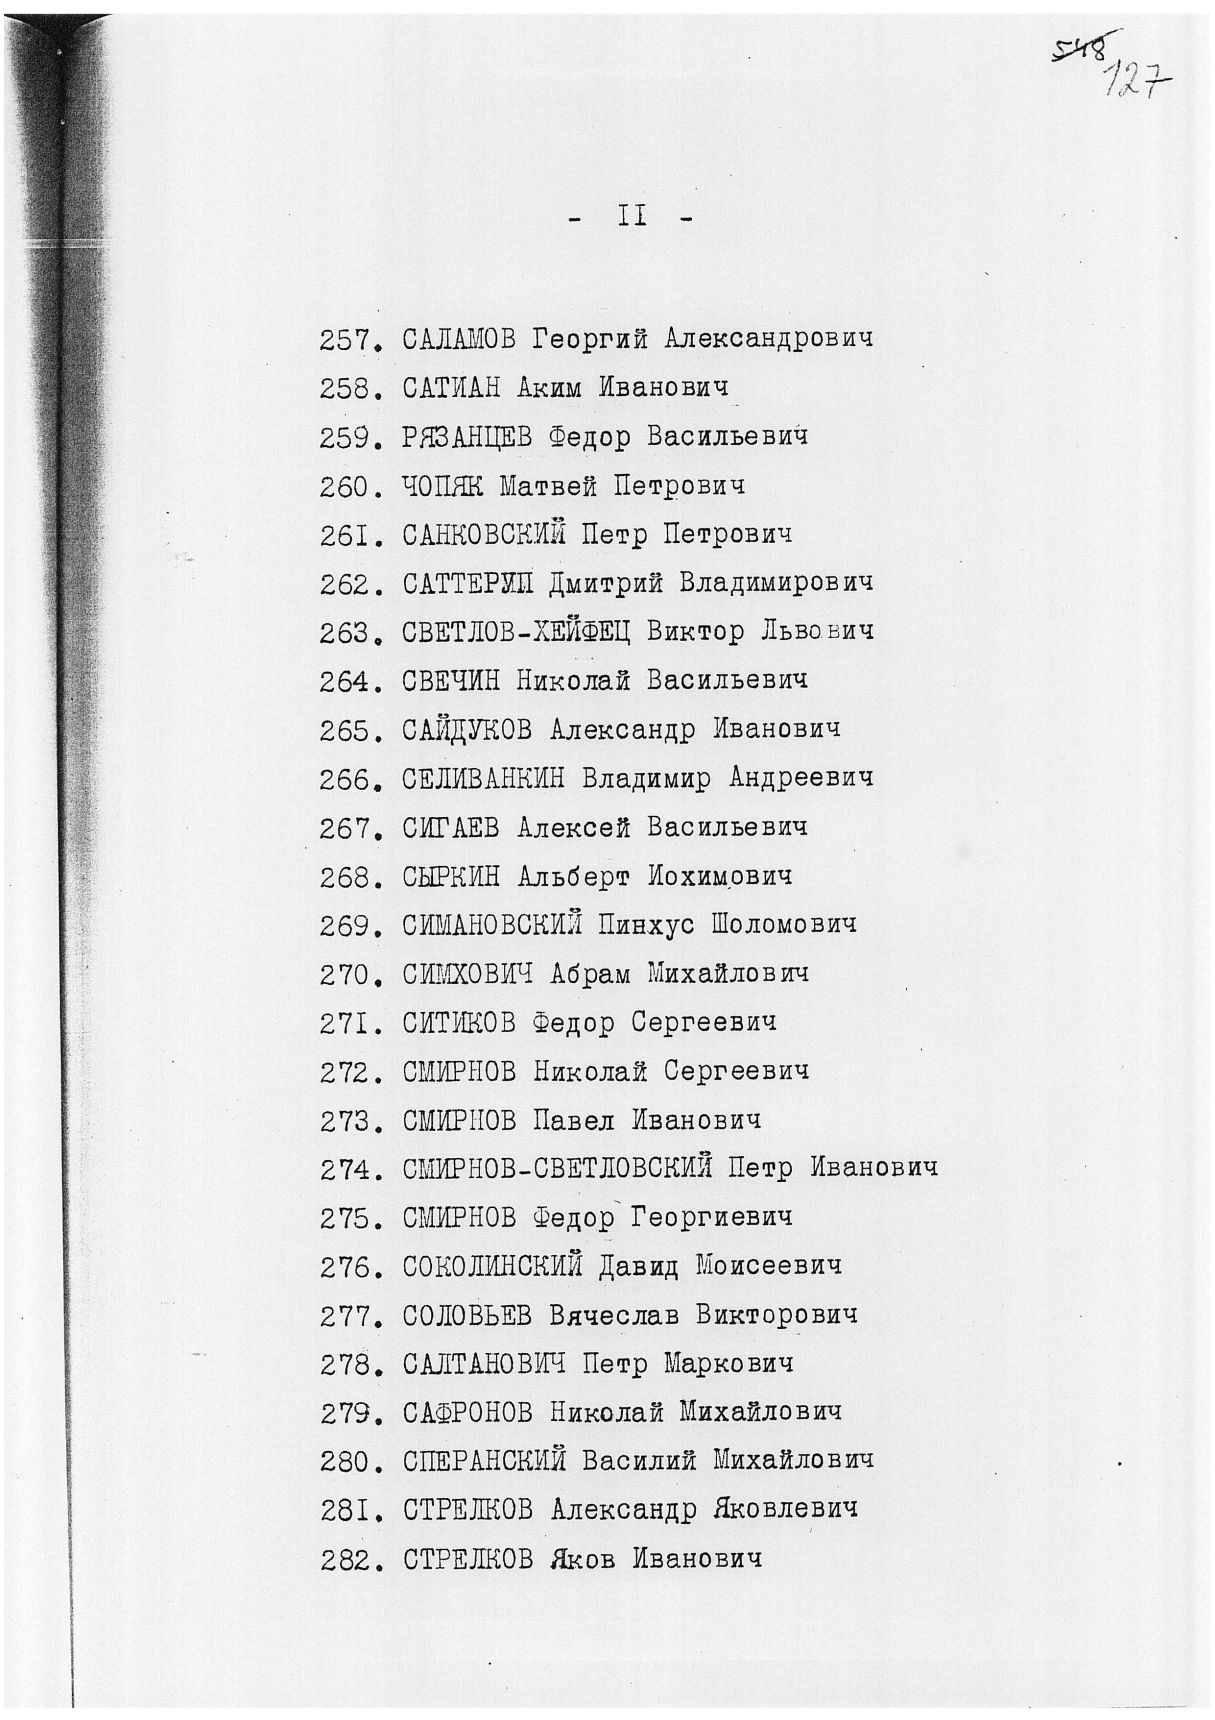 548
127
- II -
257. САЛАМОВ Георгий Александрович
258. САТИАН Аким Иванович
259. РЯЗАНЦЕВ Федор Васильевич
260. ЧОПЯК Матвей Петрович
261. САНКОВСКИЙ Петр Петрович
262. САТТЕРУП Дмитрий Владимирович
263. СВЕТЛОВ-ХЕЙФЕЦ Виктор Львович
264. СВЕЧИН Николай Васильевич
265. САЙДУКОВ Александр Иванович
266. СЕЛИВАНКИН Владимир Андреевич
267. СИГАЕВ Алексей Васильевич
268. СЫРКИН Альберт Иохимович
269. СИМАНОВСКИЙ Пинхус Шоломович
270. СИМХОВИЧ Абрам Михайлович
271. СИТИКОВ Федор Сергеевич
272. СМИРНОВ Николай Сергеевич
273. СМИРНОВ Павел Иванович
274. СМИРНОВ-СВЕТЛОВСКИЙ Петр Иванович
275. СМИРНОВ Федор Георгиевич
276. СОКОЛИНСКИЙ Давид Моисеевич
277. СОЛОВЬЕВ Вячеслав Викторович
278. САЛТАНОВИЧ Петр Маркович
279. САФРОНОВ Николай Михайлович
280. СПЕРАНСКИЙ Василий Михайлович
281. СТРЕЛКОВ Александр Яковлевич
282. СТРЕЛКОВ Яков Иванович